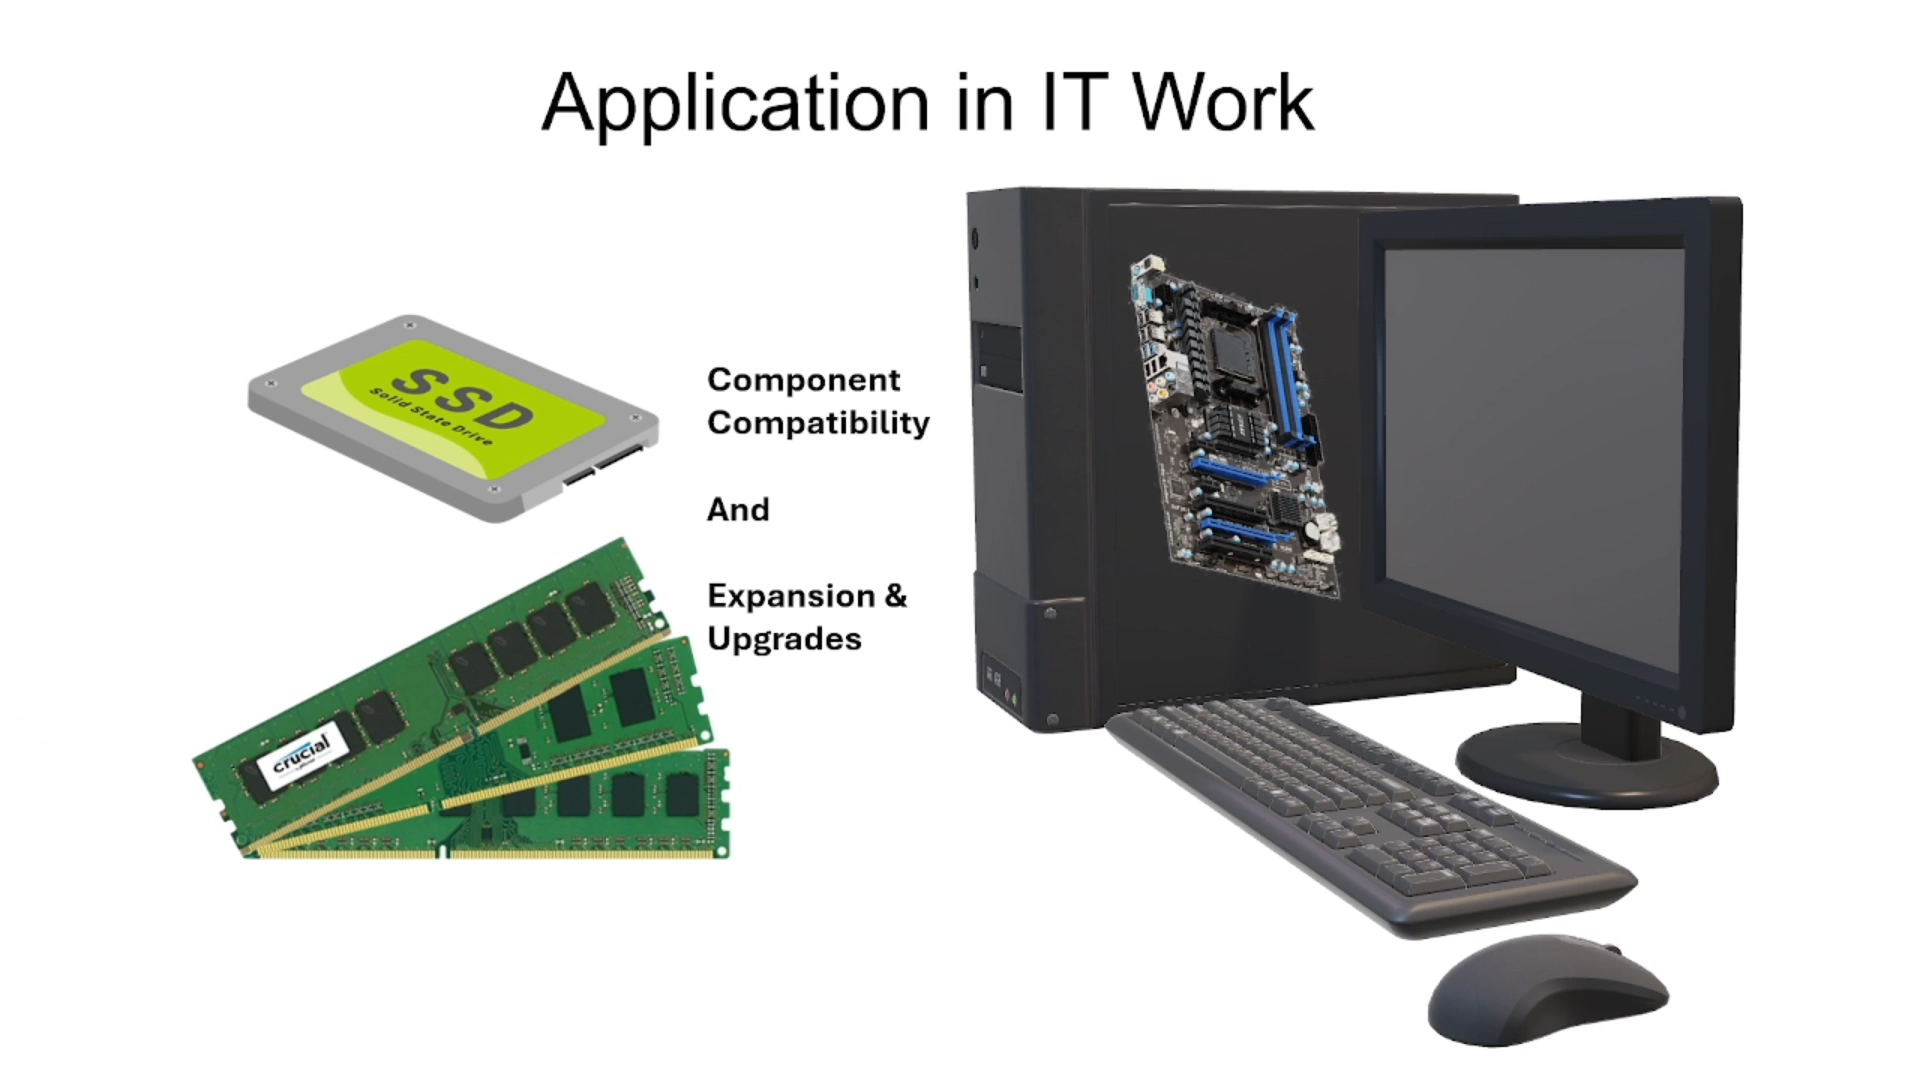 Application in IT Work
SSD
Solid State Drive
Component
Compatibility
And
Expansion &
Upgrades
crucial